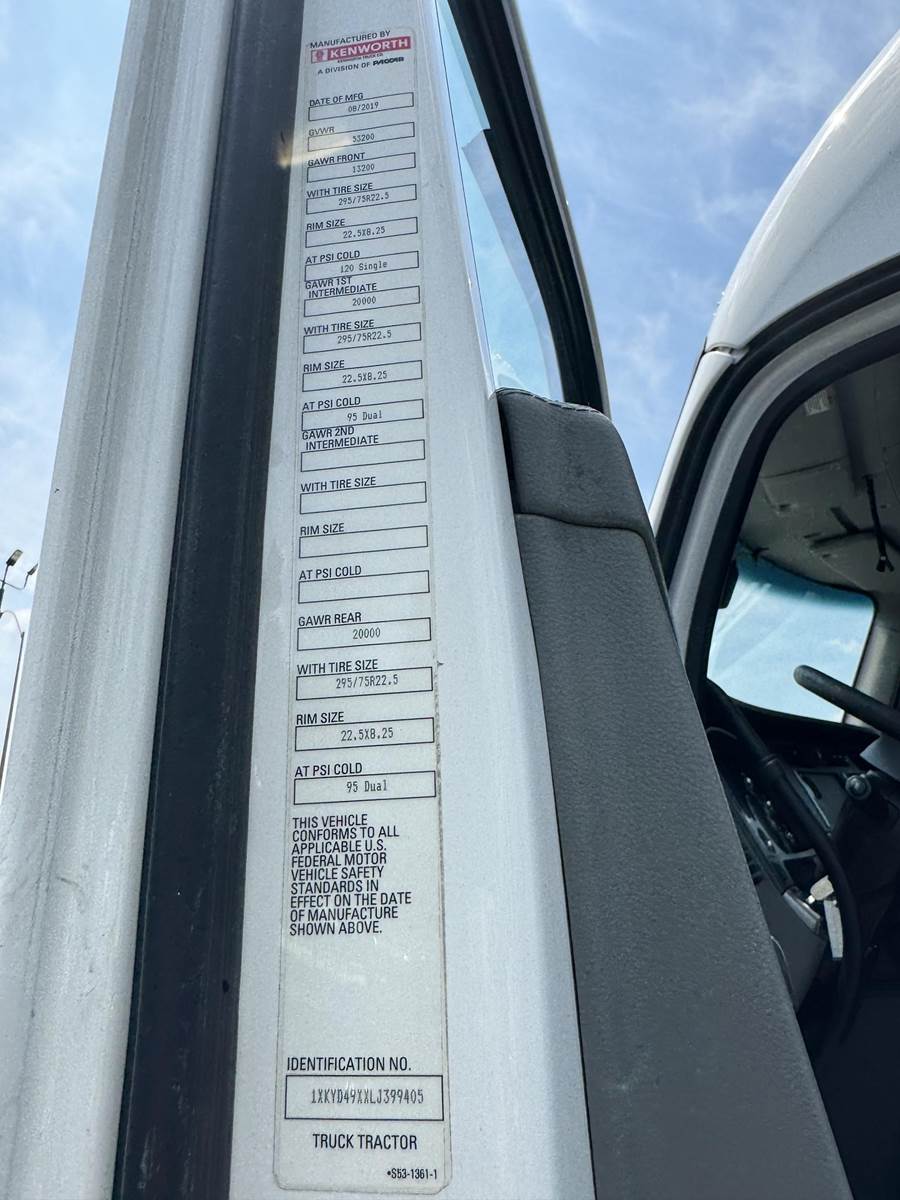 MANUFACTURED BY
KENWORTH
KENWORTH TRUCK CO.
A DIVISION OF PACCAR
DATE OF MFG
08/2019
GVWR
53200
GAWR FRONT
13200
WITH TIRE SIZE
295/75R22.5
RIM SIZE
22.5X8.25
AT PSI COLD
120 Single
GAWR 1ST
INTERMEDIATE
20000
WITH TIRE SIZE
295/75R22.5
RIM SIZE
22.5X8.25
AT PSI COLD
95 Dual
GAWR 2ND
INTERMEDIATE
WITH TIRE SIZE
RIM SIZE
AT PSI COLD
GAWR REAR
20000
WITH TIRE SIZE
295/75R22.5
RIM SIZE
22.5X8.25
AT PSI COLD
95 Dual
THIS VEHICLE
CONFORMS TO ALL
APPLICABLE U.S.
FEDERAL MOTOR
VEHICLE SAFETY
STANDARDS IN
EFFECT ON THE DATE
OF MANUFACTURE
SHOWN ABOVE.
IDENTIFICATION NO.
1XKYD49XXLJ399405
TRUCK TRACTOR
•S53-1361-1